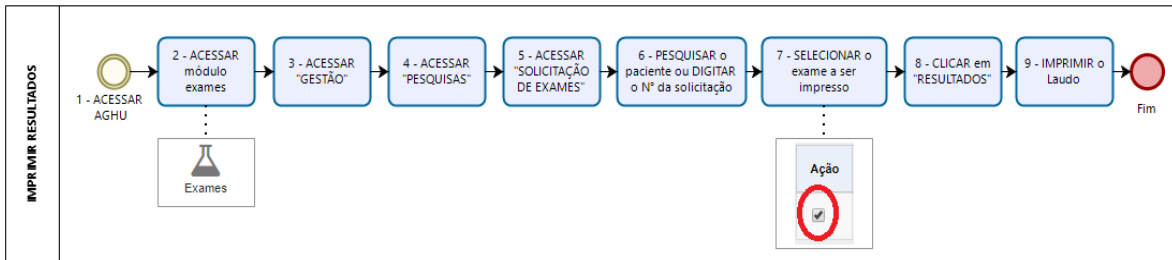 IMPRIMIR RESULTADOS
1 - ACESSAR
AGHU
2 - ACESSAR
módulo
exames
Exames
3 - ACESSAR
"GESTÃO"
4 - ACESSAR
"PESQUISAS"
5 - ACESSAR
"SOLICITAÇÃO
DE EXAMES"
6 - PESQUISAR o
paciente ou DIGITAR
o N° da solicitação
7 - SELECIONAR o
exame a ser
impresso
Ação
8 - CLICAR em
"RESULTADOS"
9 - IMPRIMIR o
Laudo
Fim